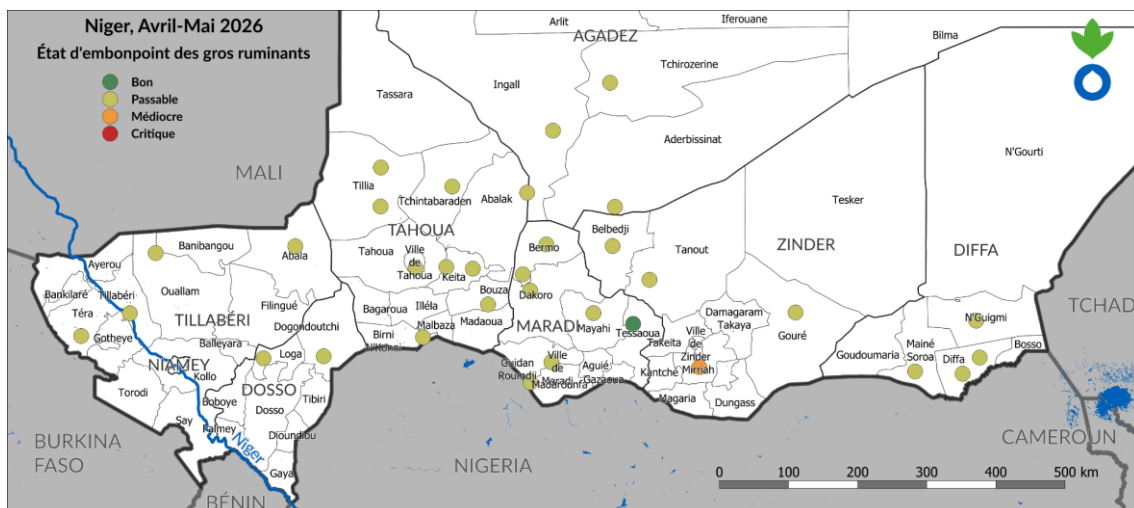 Niger, Avril-Mai 2026
État d'embonpoint des gros ruminants
Bon
Passable
Médiocre
Critique
Arlit
Iferouane
AGADEZ
Bilma
Tchirozerine
Ingall
Tassara
Aderbissinat
N'Gourti
MALI
Tillia
Tchintabaraden
Abalak
Tesker
TAHOUA
Belbedji
Banibangou
Abala
Tahoua
Ville
de
Tahoua
Keita
Bermo
Tanout
ZINDER
DIFFA
Ayerou
Ouallam
Bankilaré
Tillabéri
Filingué
Bouza
Dakoro
TCHAD
Téra
Bagaroua
Illéla
Madaoua
Damagaram
Takaya
Gouré
N'Guigmi
Gotheye
TILLABÉRI
Dogondoutchi
Birni
N'Konni
Malbaza
MARADI
Mayahi
Tessaoua
Takeita
Ville
de
Zinder
Mirriah
Balleyara
Goudoumaria
Mainé
Soroa
Diffa
Bosso
NIAMEY
Kollo
Loga
Guidan
Roumdji
Ville
de
Maradi
Madarounfa
Aguié
Gazaoua
Kantché
Torodi
DOSSO
Tibiri
Magaria
Dungass
Boboye
Say
Falmey
Dosso
Dioundiou
Niger
Gaya
BURKINA
FASO
BÉNIN
NIGERIA
CAMEROUN
0 100 200 300 400 500 km